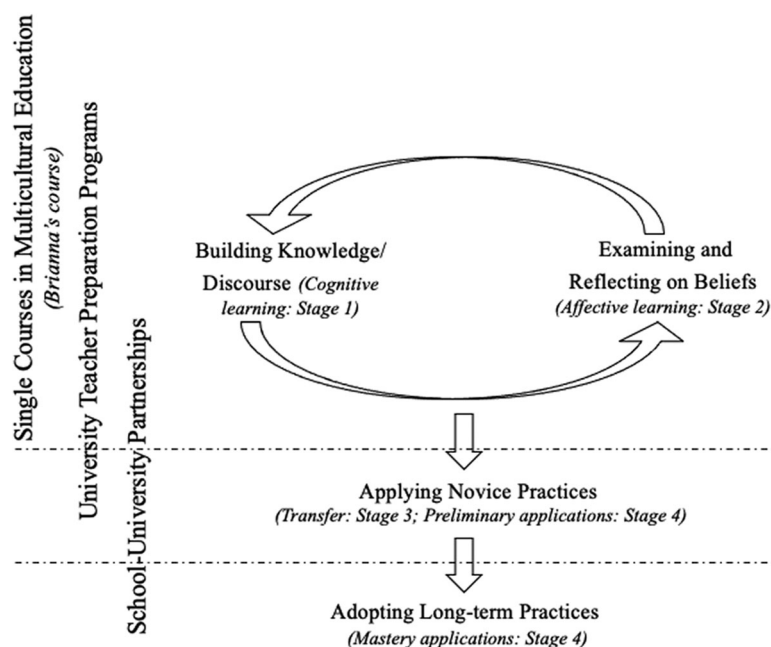 Single Courses in Multicultural Education
(Brianna's course)
University Teacher Preparation Programs
School-University Partnerships
Building Knowledge/
Discourse (Cognitive
learning: Stage 1)
Examining and
Reflecting on Beliefs
(Affective learning: Stage 2)
Applying Novice Practices
(Transfer: Stage 3; Preliminary applications: Stage 4)
Adopting Long-term Practices
(Mastery applications: Stage 4)